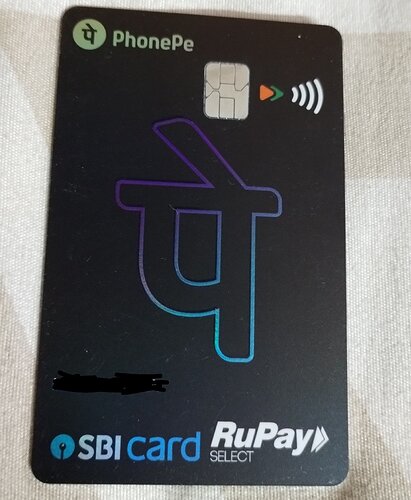 पे PhonePe
पे
SBI card
RuPay
SELECT